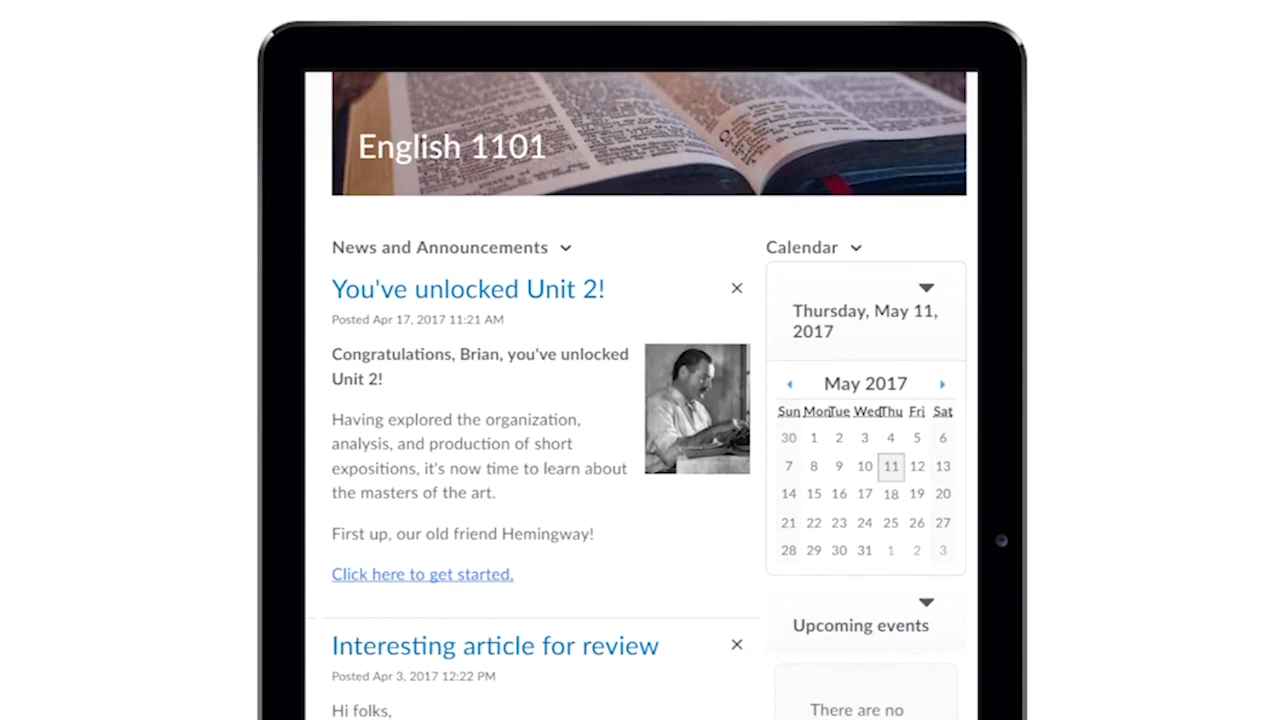 English 1101
News and Announcements
You've unlocked Unit 2!
Posted Apr 17, 2017 11:21 AM
Congratulations, Brian, you've unlocked
Unit 2!
Having explored the organization,
analysis, and production of short
expositions, it's now time to learn about
the masters of the art.
First up, our old friend Hemingway!
Click here to get started.
Interesting article for review
Posted Apr 3, 2017 12:22 PM
Hi folks,
Calendar
Thursday, May 11,
2017
May 2017
Sun Mon Tue Wed Thu Fri Sat
30 1 2 3 4 5 6
7 8 9 10 11 12 13
14 15 16 17 18 19 20
21 22 23 24 25 26 27
28 29 30 31 1 2 3
Upcoming events
There are no